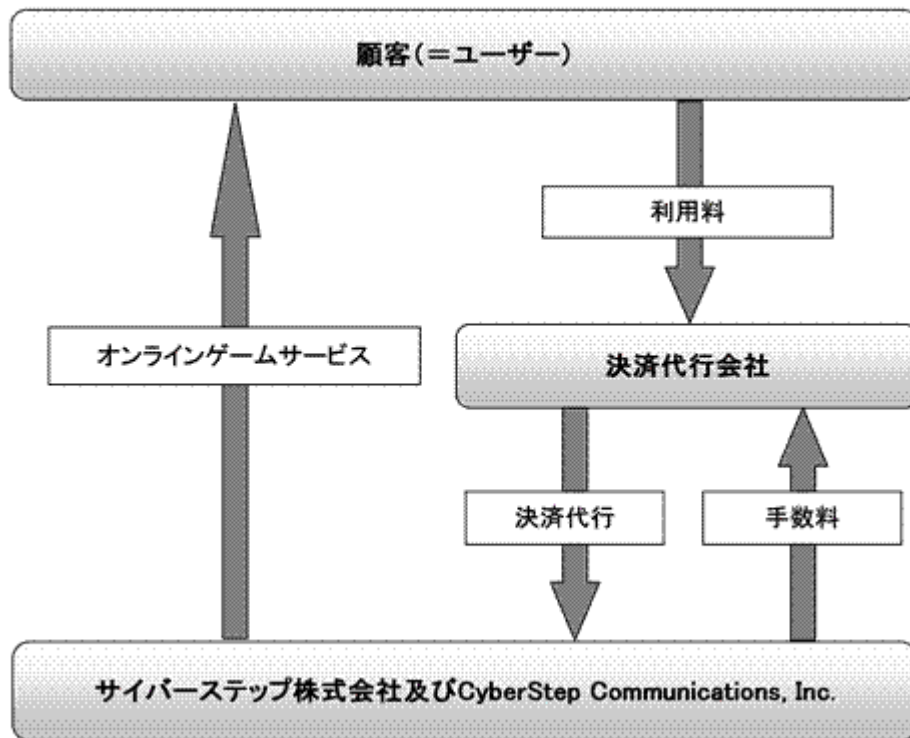 顧客(＝ユーザー)
利用料
オンラインゲームサービス
決済代行会社
決済代行
手数料
サイバーステップ株式会社及びCyberStep Communications, Inc.